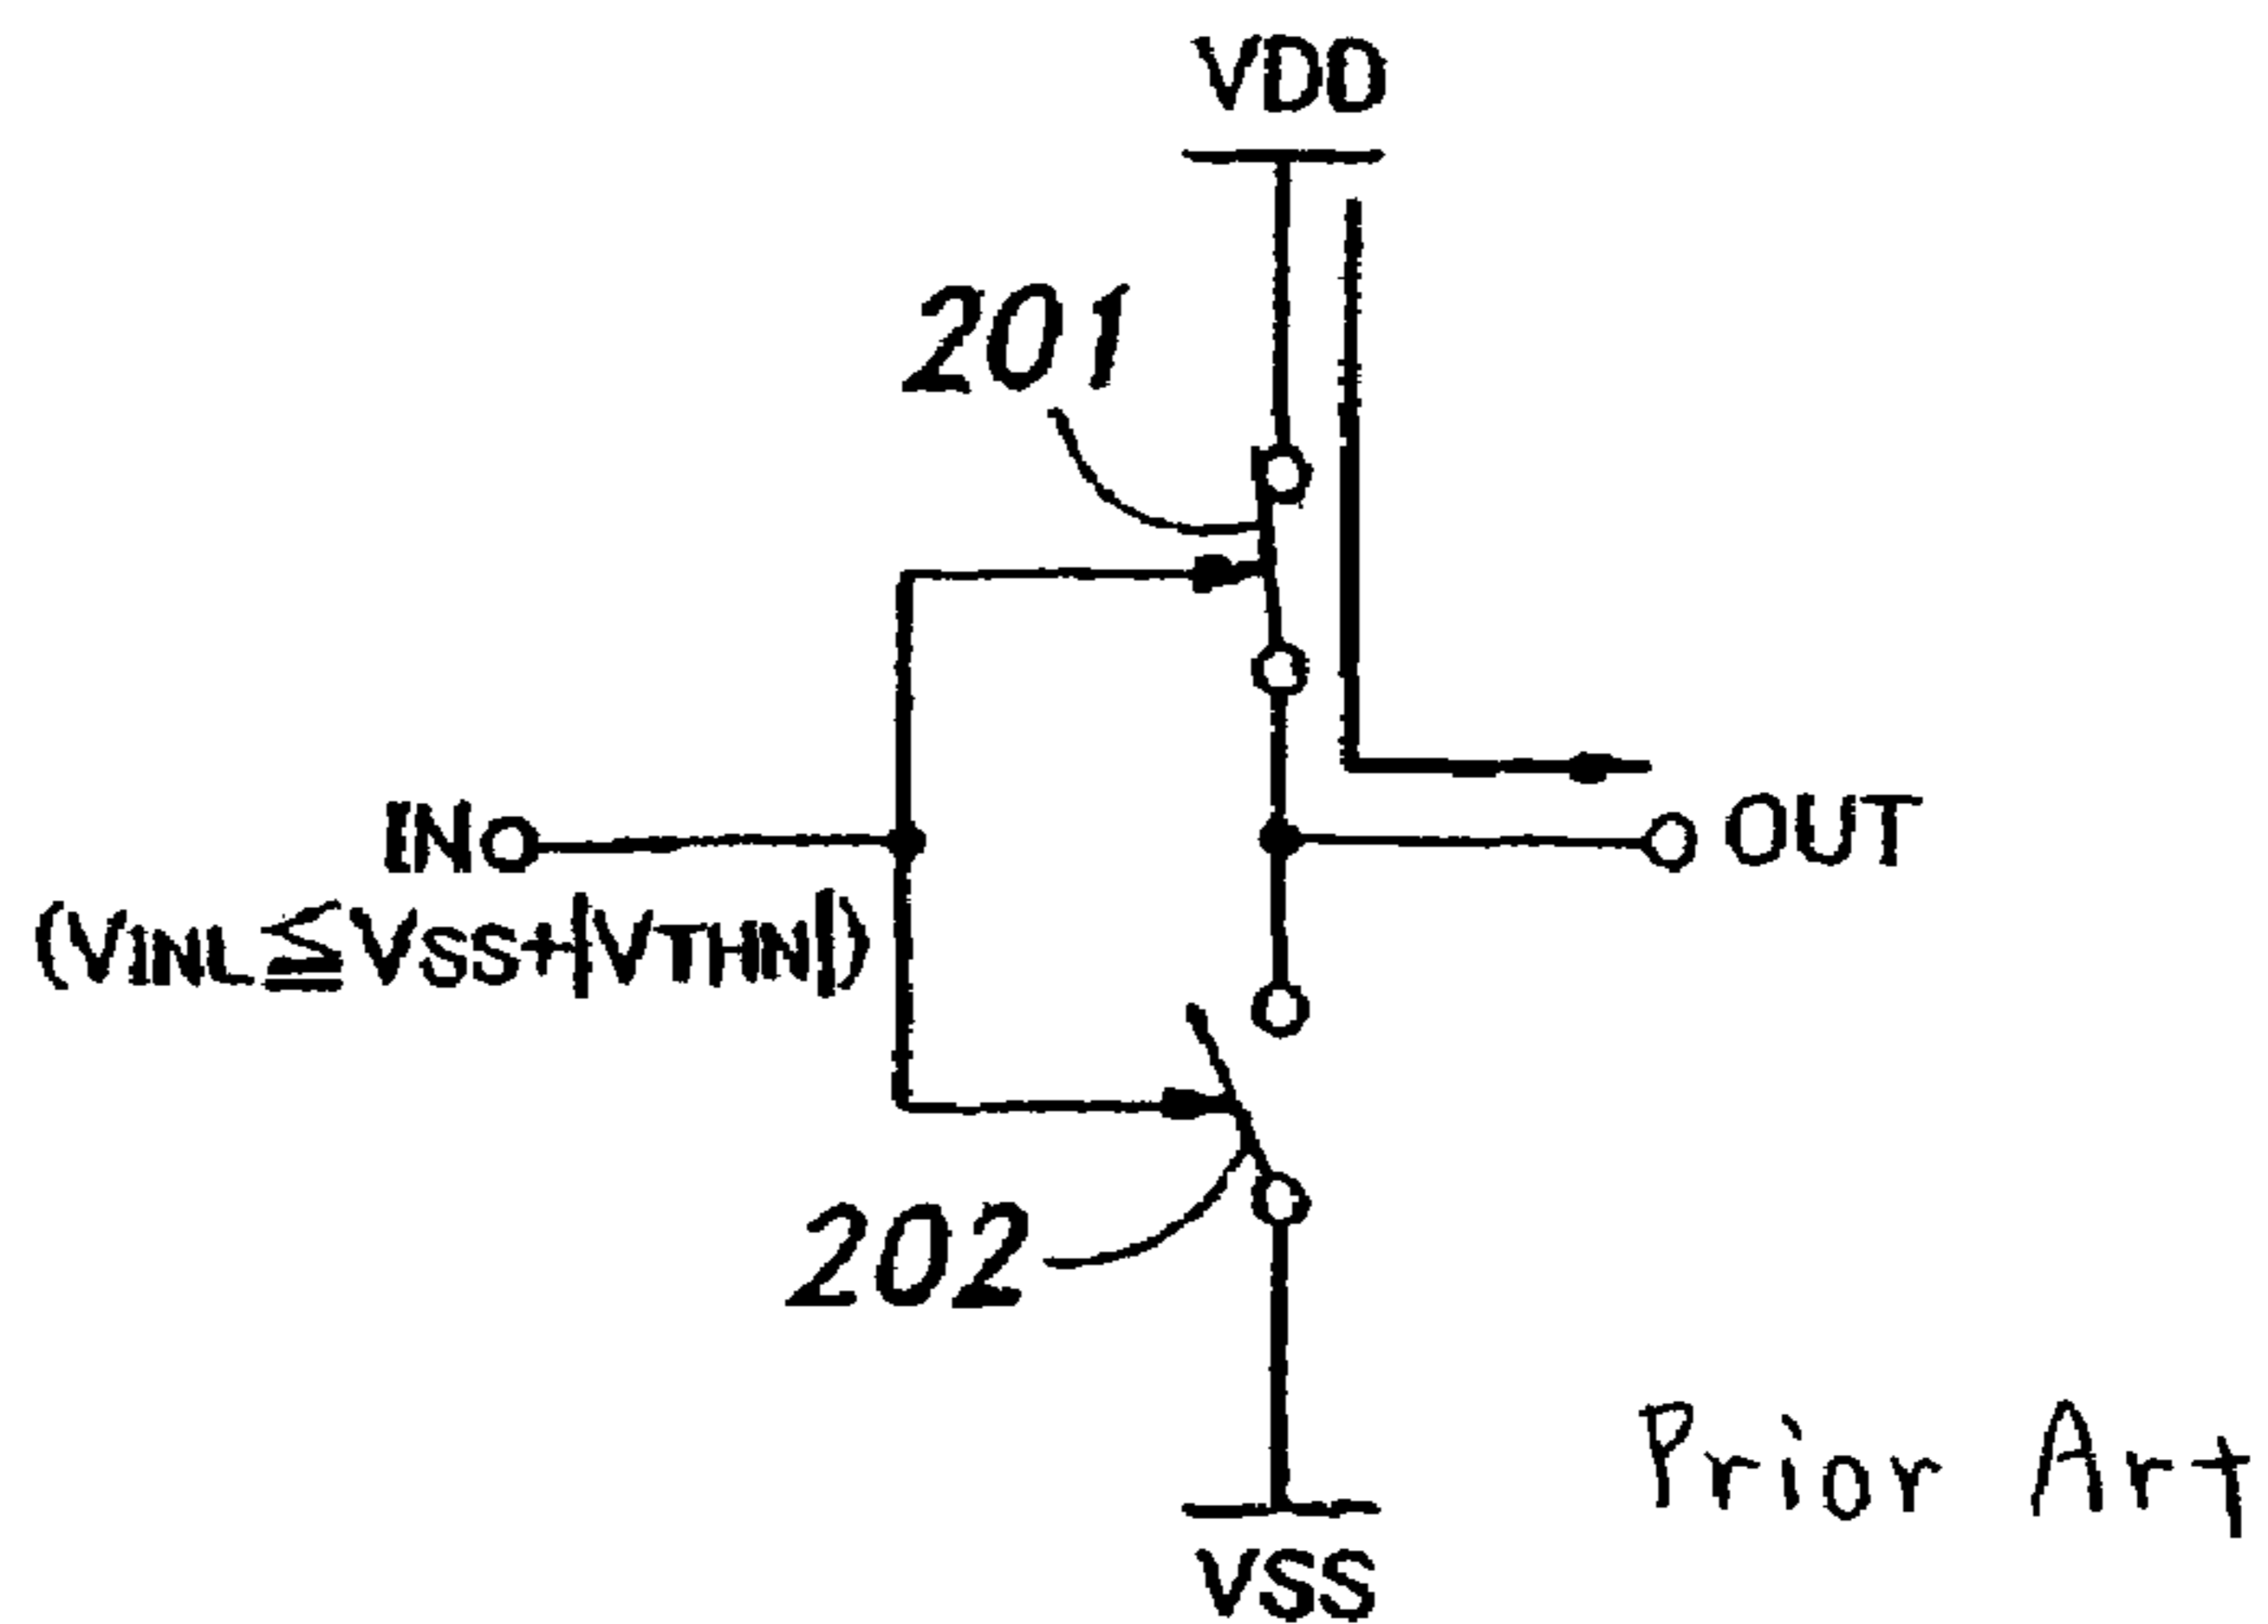 VDD
201
IN
OUT
(VINL≦VSS+|VTHN|)
202
Prior Art
VSS